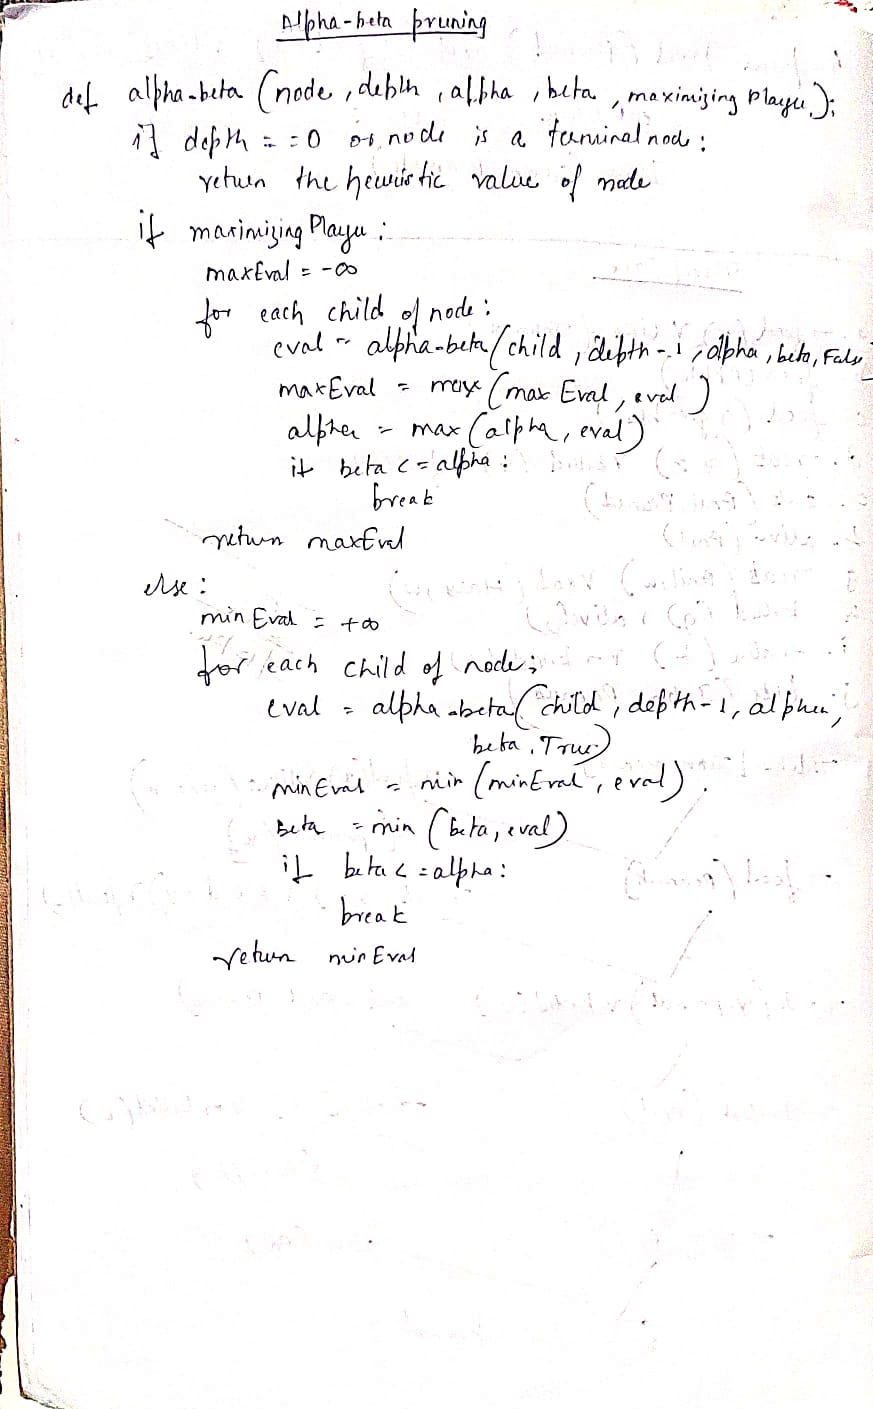 Alpha-beta pruning
def alpha-beta (node, depth, alpha, beta, maximizing Player):
if depth == 0 or node is a terminal node:
return the heuristic value of node
if maximizing Player:
maxEval = -∞
for each child of node:
eval = alpha-beta (child, depth-1, alpha, beta, False
maxEval = max (max Eval, eval)
alpha = max (alpha, eval)
if beta <= alpha:
break
return maxEval
else:
min Eval = +∞
for each child of node:
eval = alpha-beta (child, depth-1, alpha,
beta, True)
minEval = min (minEval, eval).
Beta = min (beta, eval)
if beta <= alpha:
break
return min Eval